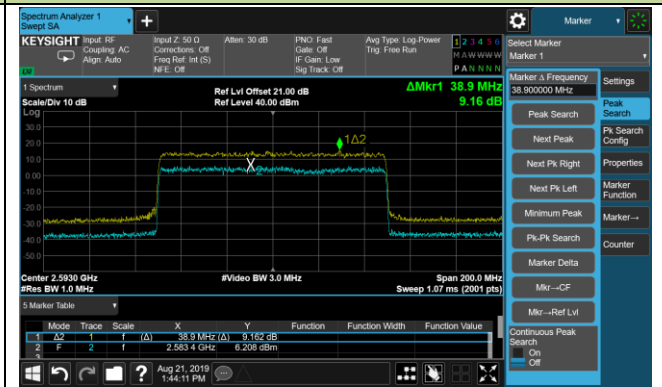 Spectrum Analyzer 1
Swept SA
Marker
KEYSIGHT
Input: RF
Coupling: AC
Align: Auto
Input Z: 50 Ω
Corrections: Off
Freq Ref: Int (S)
NFE: Off
Atten: 30 dB
PNO: Fast
Gate: Off
IF Gain: Low
Sig Track: Off
Avg Type: Log-Power
Trig: Free Run
1 2 3 4 5 6
M A W W W W
P A N N N N
Select Marker
Marker 1
1 Spectrum
Scale/Div 10 dB
Log
Ref Lvl Offset 21.00 dB
Ref Level 40.00 dBm
ΔMkr1 38.9 MHz
9.16 dB
30.0
20.0
10.0
0.00
-10.0
-20.0
-30.0
-40.0
-50.0
1Δ2
2
Center 2.5930 GHz
#Res BW 1.0 MHz
#Video BW 3.0 MHz
Span 200.0 MHz
Sweep 1.07 ms (2001 pts)
5 Marker Table
Mode Trace Scale X Y Function Function Width Function Value
1 Δ2 1 f (Δ) 38.9 MHz (Δ) 9.162 dB
2 F 2 f 2.583 4 GHz 6.208 dBm
3
Aug 21, 2019
1:44:11 PM
Marker Δ Frequency
38.900000 MHz
Peak Search
Next Peak
Next Pk Right
Next Pk Left
Minimum Peak
Pk-Pk Search
Marker Delta
Mkr→CF
Mkr→Ref Lvl
Continuous Peak
Search
On
Off
Settings
Peak
Search
Pk Search
Config
Properties
Marker
Function
Marker→
Counter